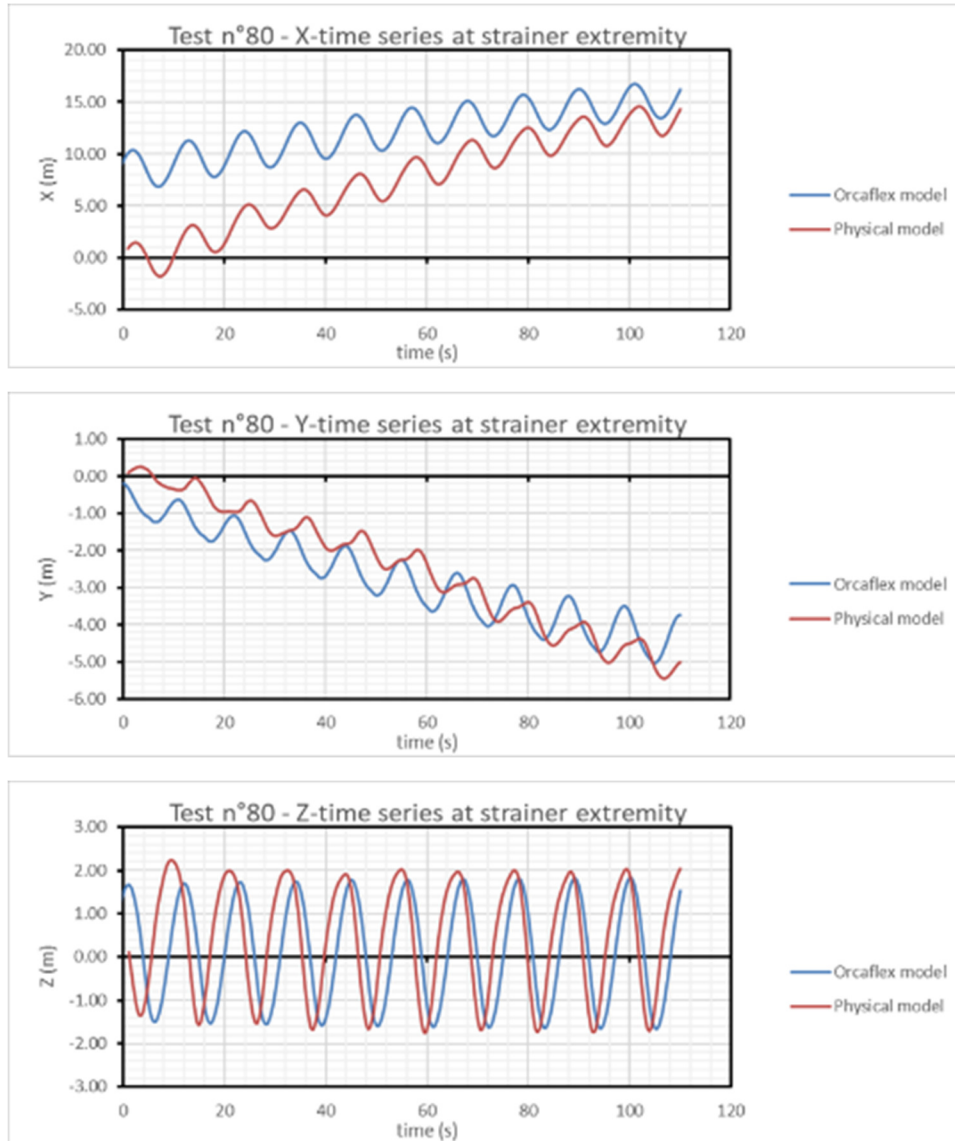 Test n°80 - X-time series at strainer extremity
20.00
15.00
10.00
5.00
0.00
-5.00
X (m)
0 20 40 60 80 100 120
time (s)
Orcaflex model
Physical model
Test n°80 - Y-time series at strainer extremity
1.00
0.00
-1.00
-2.00
-3.00
-4.00
-5.00
-6.00
Y (m)
0 20 40 60 80 100 120
time (s)
Orcaflex model
Physical model
Test n°80 - Z-time series at strainer extremity
3.00
2.00
1.00
0.00
-1.00
-2.00
-3.00
Z (m)
0 20 40 60 80 100 120
time (s)
Orcaflex model
Physical model